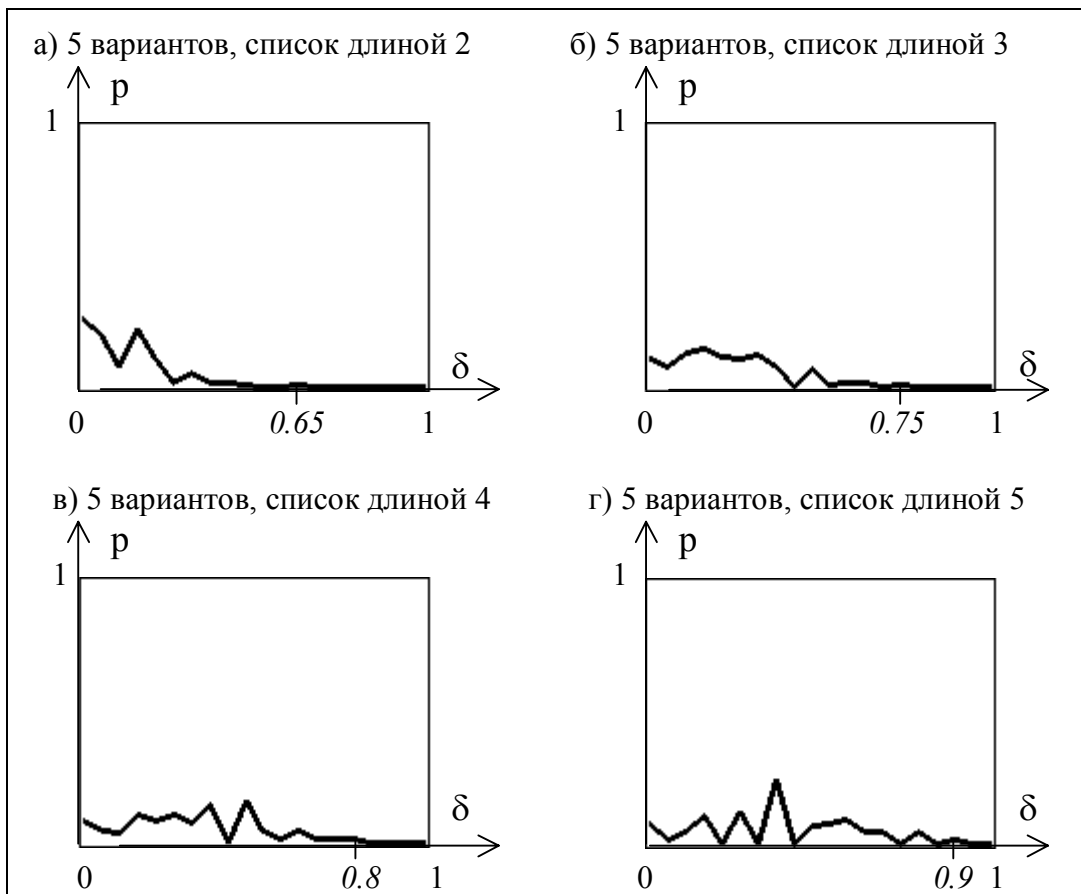 а) 5 вариантов, список длиной 2
p
1
δ
0 0.65 1
б) 5 вариантов, список длиной 3
p
1
δ
0 0.75 1
в) 5 вариантов, список длиной 4
p
1
δ
0 0.8 1
г) 5 вариантов, список длиной 5
p
1
δ
0 0.9 1